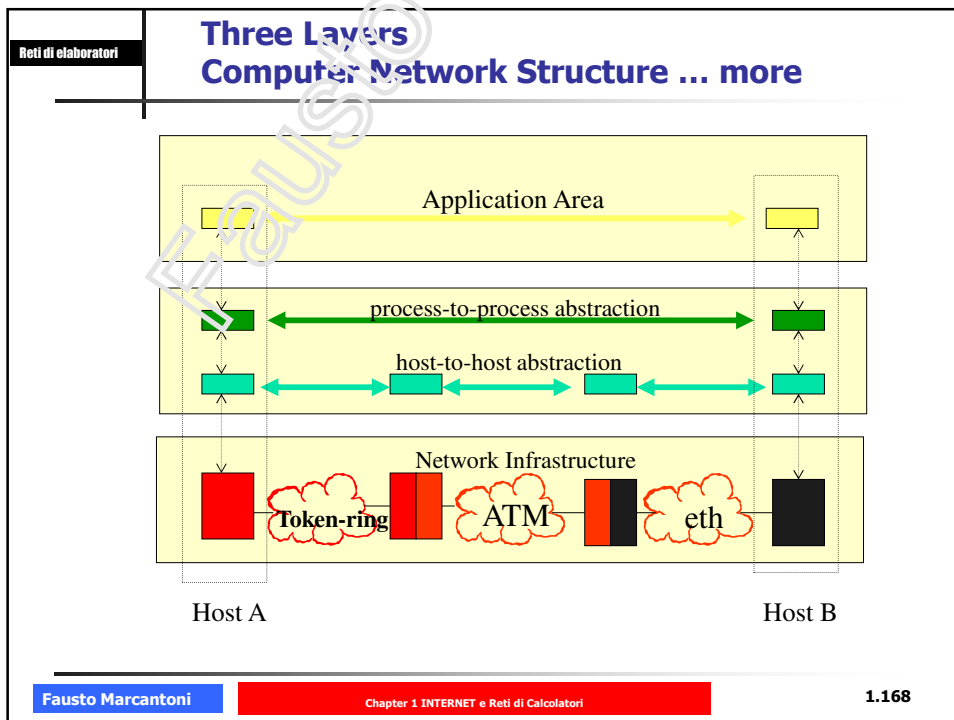 Reti di elaboratori
Three Layers
Computer Network Structure ... more
Fausto
Application Area
process-to-process abstraction
host-to-host abstraction
Network Infrastructure
Token-ring
ATM
eth
Host A
Host B
Fausto Marcantoni
Chapter 1 INTERNET e Reti di Calcolatori
1.168